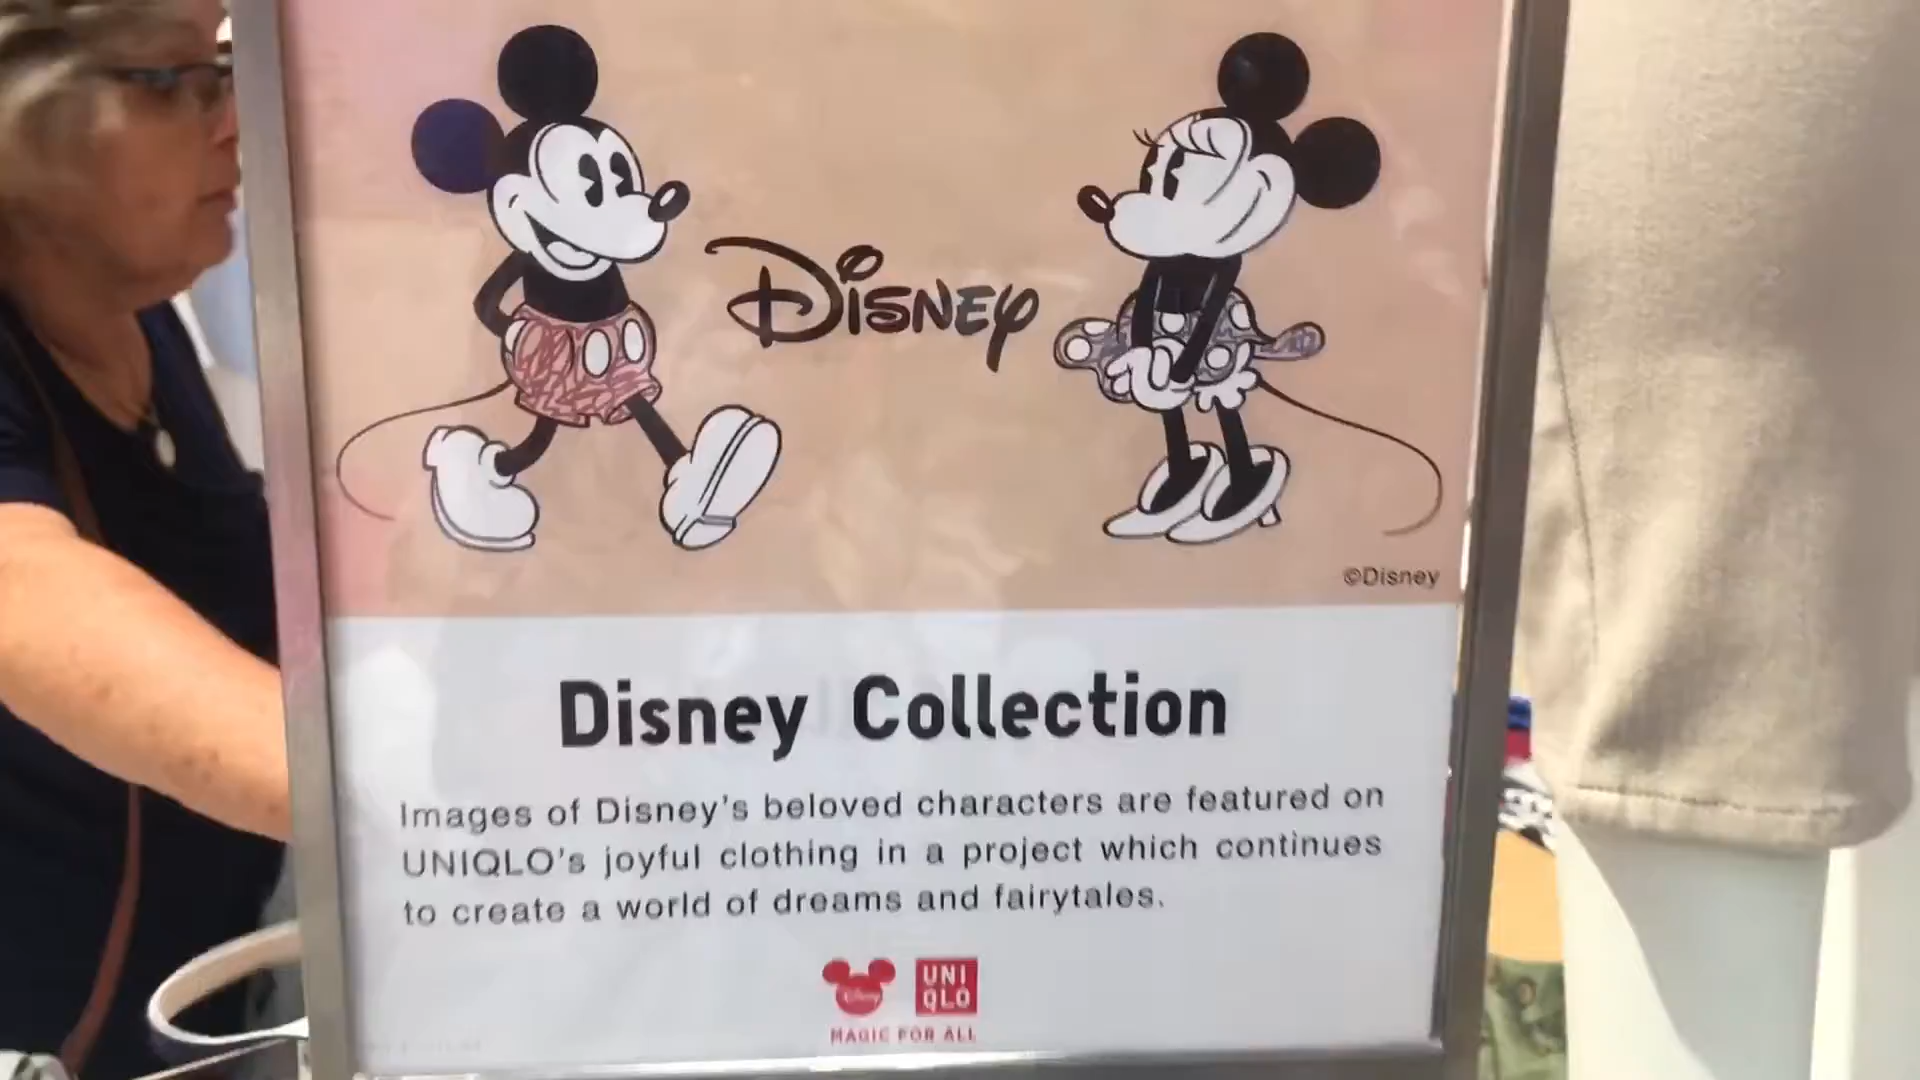 Disney
©Disney
Disney Collection
Images of Disney's beloved characters are featured on
UNIQLO's joyful clothing in a project which continues
to create a world of dreams and fairytales.
Disney
UNI
QLO
MAGIC FOR ALL